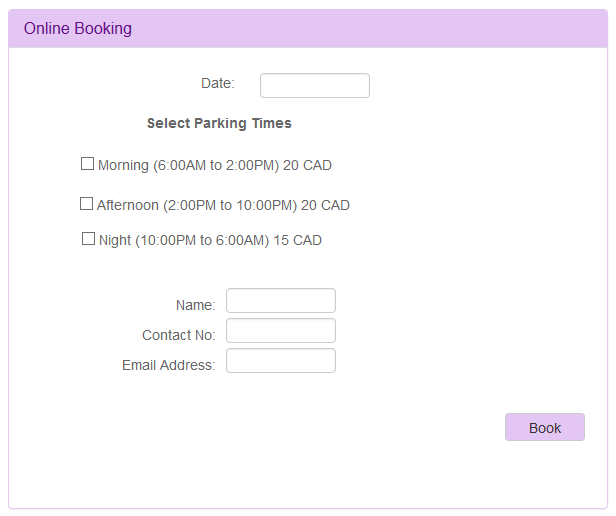 Online Booking
Date:
Select Parking Times
Morning (6:00AM to 2:00PM) 20 CAD
Afternoon (2:00PM to 10:00PM) 20 CAD
Night (10:00PM to 6:00AM) 15 CAD
Name:
Contact No:
Email Address:
Book